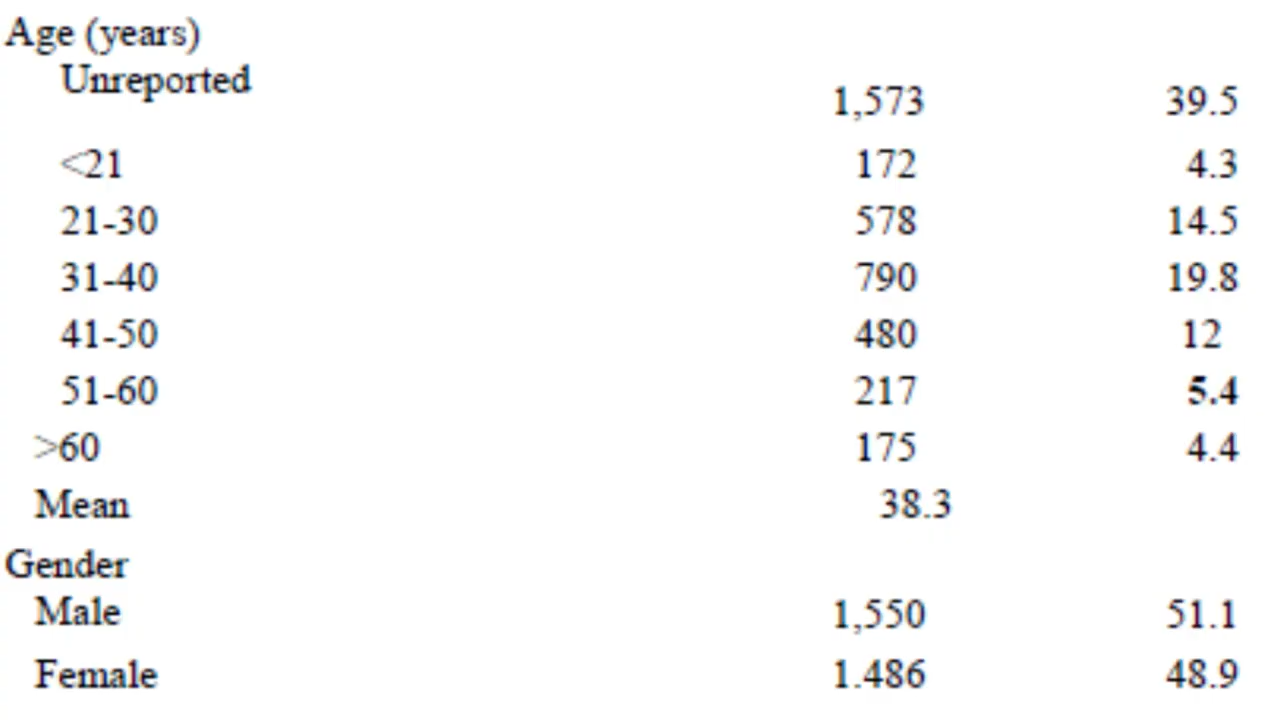 Age (years)
Unreported 1,573 39.5
<21 172 4.3
21-30 578 14.5
31-40 790 19.8
41-50 480 12
51-60 217 5.4
>60 175 4.4
Mean 38.3
Gender
Male 1,550 51.1
Female 1.486 48.9